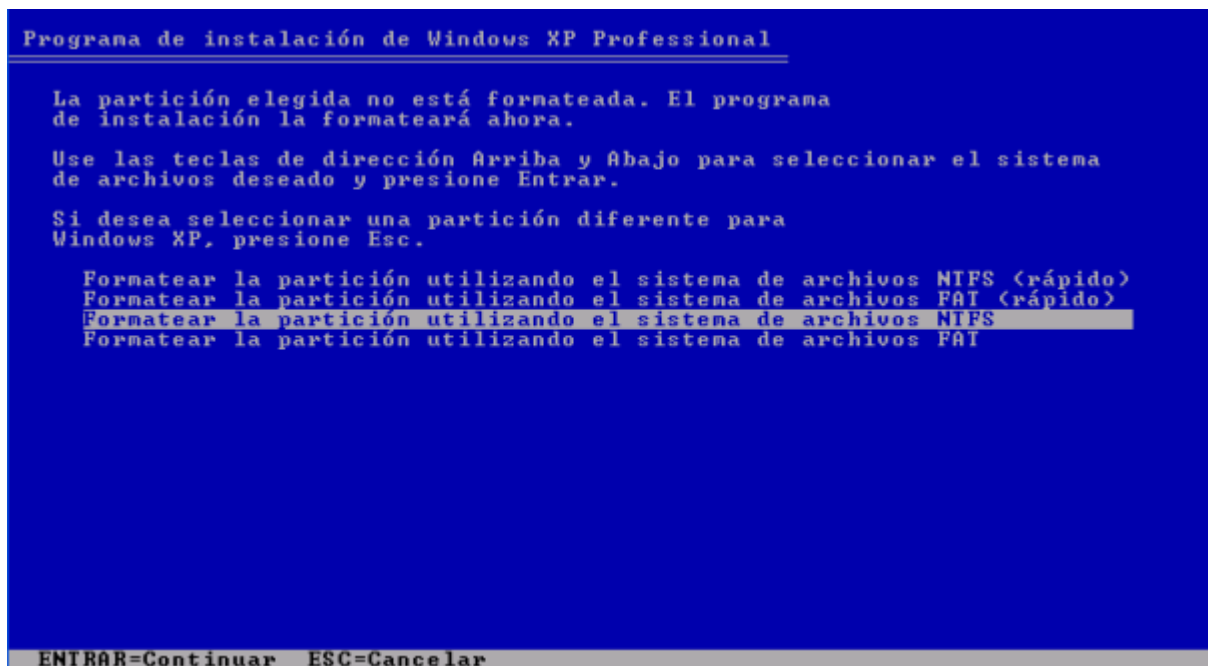 Programa de instalación de Windows XP Professional
La partición elegida no está formateada. El programa
de instalación la formateará ahora.
Use las teclas de dirección Arriba y Abajo para seleccionar el sistema
de archivos deseado y presione Entrar.
Si desea seleccionar una partición diferente para
Windows XP, presione Esc.
Formatear la partición utilizando el sistema de archivos NTFS (rápido)
Formatear la partición utilizando el sistema de archivos FAT (rápido)
Formatear la partición utilizando el sistema de archivos NTFS
Formatear la partición utilizando el sistema de archivos FAT
ENTRAR=Continuar ESC=Cancelar